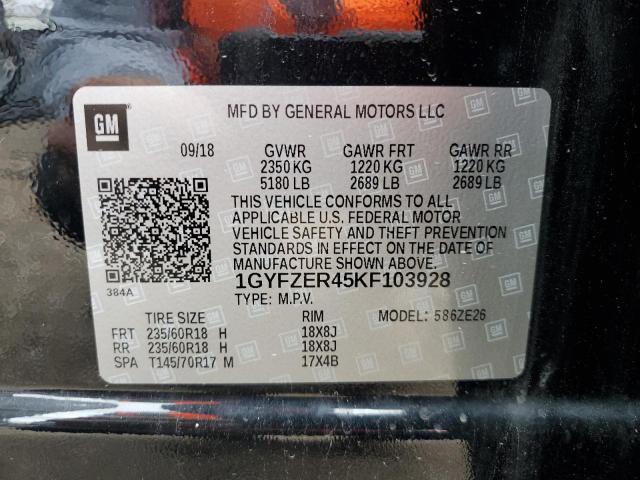 GM
MFD BY GENERAL MOTORS LLC
09/18 GVWR GAWR FRT GAWR RR
2350 KG 1220 KG 1220 KG
5180 LB 2689 LB 2689 LB
THIS VEHICLE CONFORMS TO ALL
APPLICABLE U.S. FEDERAL MOTOR
VEHICLE SAFETY AND THEFT PREVENTION
STANDARDS IN EFFECT ON THE DATE OF
MANUFACTURE SHOWN ABOVE.
384A
1GYFZER45KF103928
TYPE: M.P.V.
TIRE SIZE RIM MODEL: 586ZE26
FRT 235/60R18 H 18X8J
RR 235/60R18 H 18X8J
SPA T145/70R17 M 17X4B